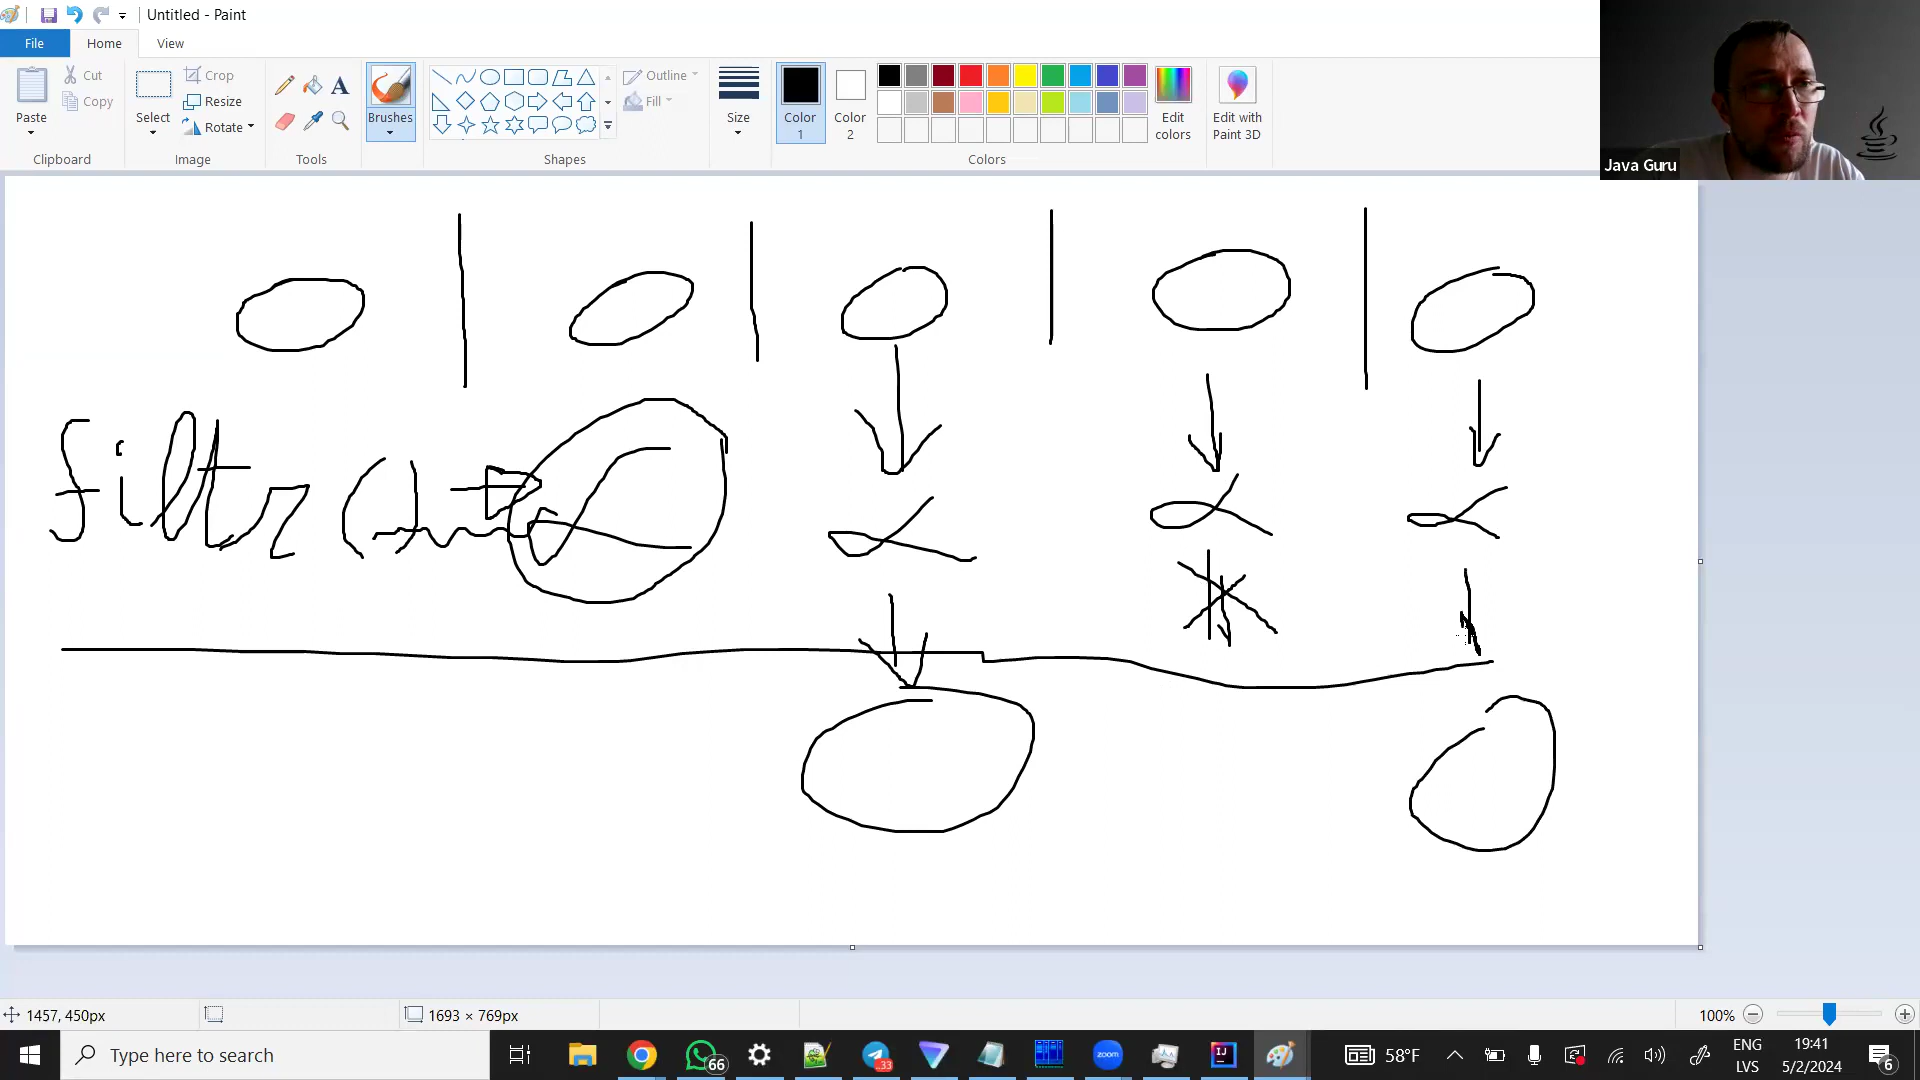 Untitled - Paint
File
Home
View
Paste
Cut
Copy
Clipboard
Select
Crop
Resize
Rotate
Image
A
Tools
Brushes
Outline
Fill
Shapes
Size
Color 1
Color 2
Edit colors
Edit with Paint 3D
Colors
Java Guru
1457, 450px
1693 × 769px
100%
Type here to search
66
.33
zoom
IJ
58°F
ENG
LVS
19:41
5/2/2024
6